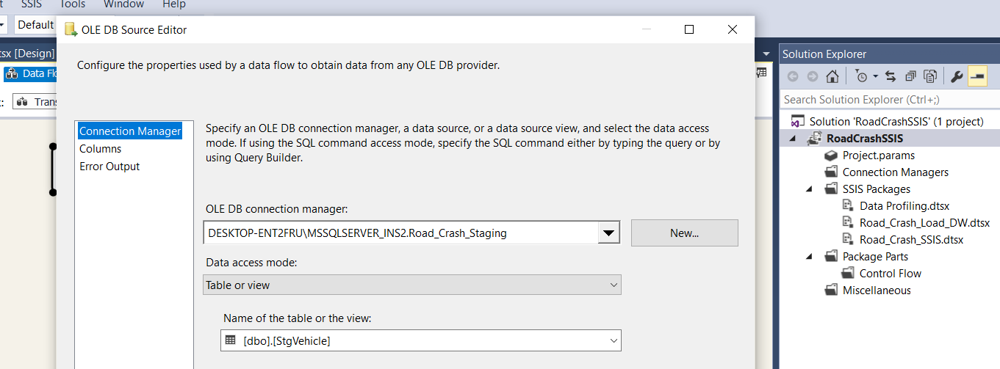 SSIS Tools Window Help
Default
OLE DB Source Editor
tsx [Design]
Data Flo
Trans
Configure the properties used by a data flow to obtain data from any OLE DB provider.
Connection Manager
Columns
Error Output
Specify an OLE DB connection manager, a data source, or a data source view, and select the data access
mode. If using the SQL command access mode, specify the SQL command either by typing the query or by
using Query Builder.
OLE DB connection manager:
DESKTOP-ENT2FRU\MSSQLSERVER_INS2.Road_Crash_Staging
New...
Data access mode:
Table or view
Name of the table or the view:
[dbo].[StgVehicle]
Solution Explorer
Search Solution Explorer (Ctrl+;)
Solution 'RoadCrashSSIS' (1 project)
RoadCrashSSIS
Project.params
Connection Managers
SSIS Packages
Data Profiling.dtsx
Road_Crash_Load_DW.dtsx
Road_Crash_SSIS.dtsx
Package Parts
Control Flow
Miscellaneous